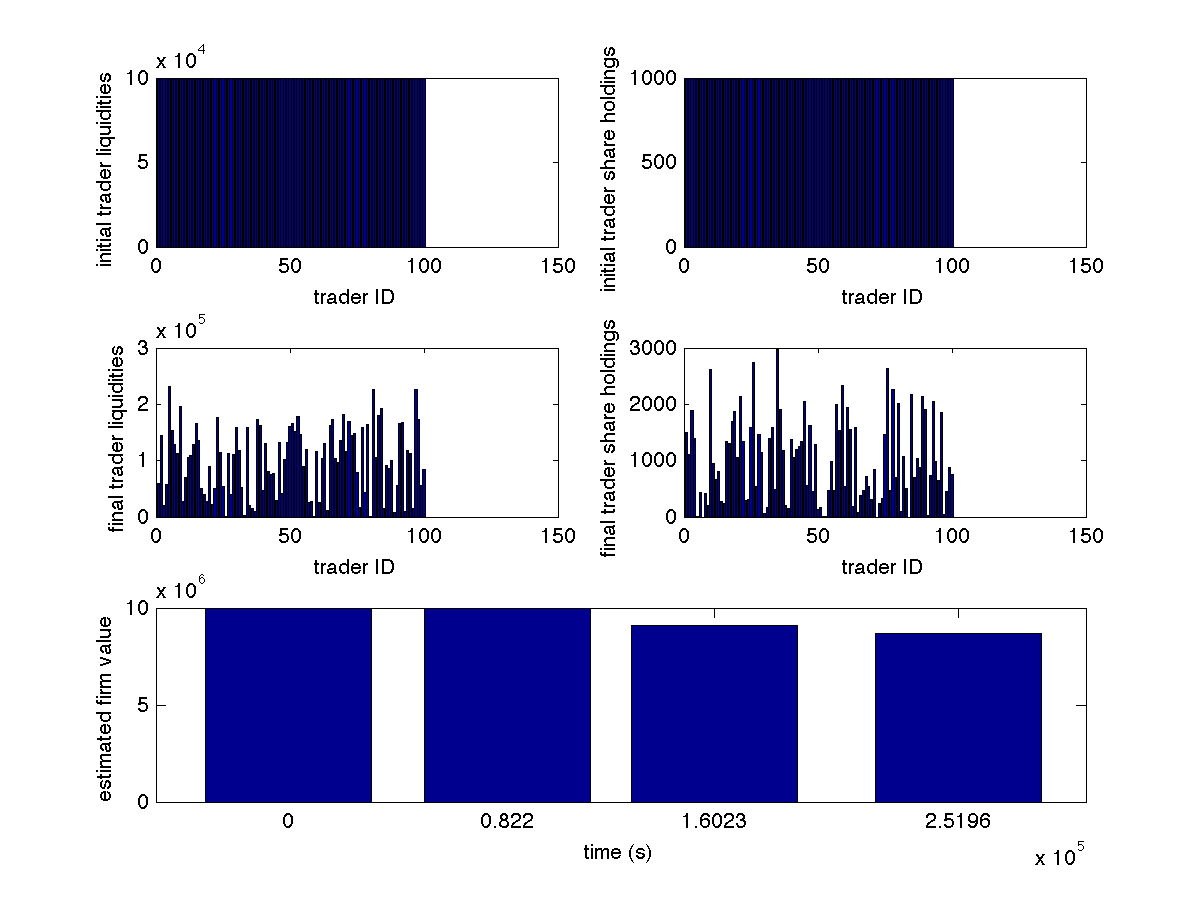 x 10^4
10
5
0
initial trader liquidities
0 50 100 150
trader ID
1000
500
0
initial trader share holdings
0 50 100 150
trader ID
x 10^5
3
2
1
0
final trader liquidities
0 50 100 150
trader ID
3000
2000
1000
0
final trader share holdings
0 50 100 150
trader ID
x 10^6
10
5
0
estimated firm value
0 0.822 1.6023 2.5196
time (s)
x 10^5